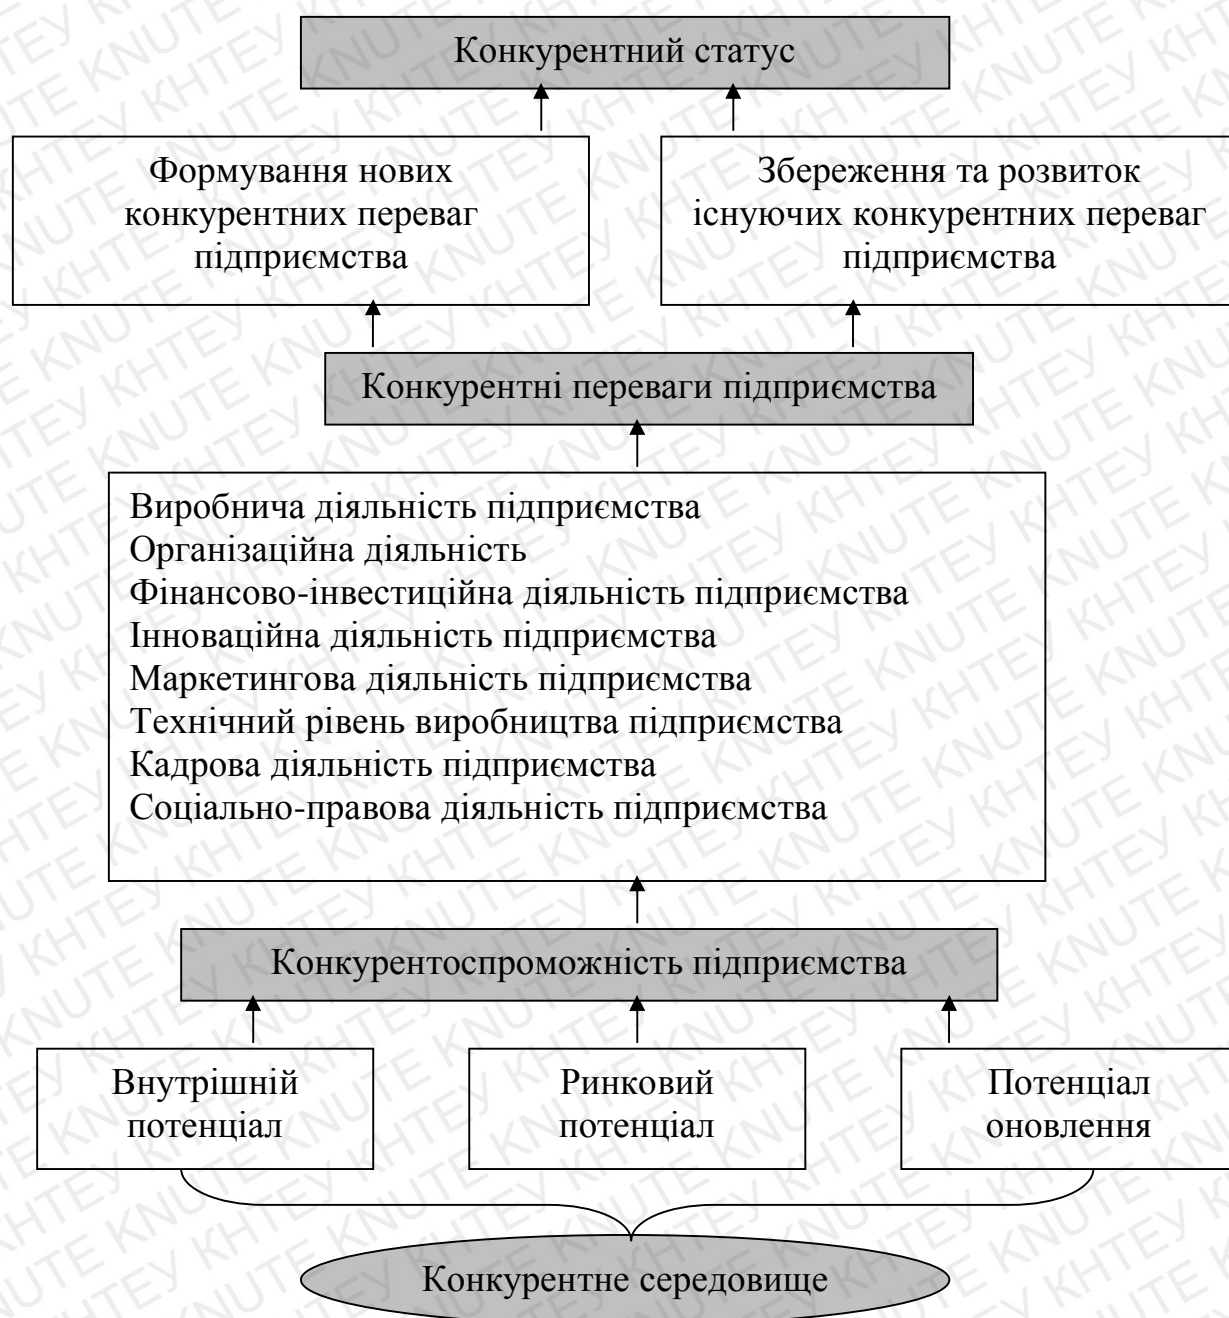 Конкурентний статус
Формування нових
конкурентних переваг
підприємства
Збереження та розвиток
існуючих конкурентних переваг
підприємства
Конкурентні переваги підприємства
Виробнича діяльність підприємства
Організаційна діяльність
Фінансово-інвестиційна діяльність підприємства
Інноваційна діяльність підприємства
Маркетингова діяльність підприємства
Технічний рівень виробництва підприємства
Кадрова діяльність підприємства
Соціально-правова діяльність підприємства
Конкурентоспроможність підприємства
Внутрішній
потенціал
Ринковий
потенціал
Потенціал
оновлення
Конкурентне середовище